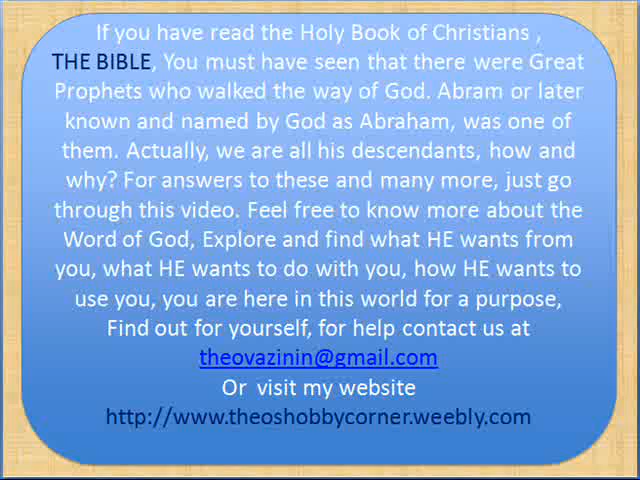 If you have read the Holy Book of Christians ,
THE BIBLE, You must have seen that there were Great
Prophets who walked the way of God. Abram or later
known and named by God as Abraham, was one of
them. Actually, we are all his descendants, how and
why? For answers to these and many more, just go
through this video. Feel free to know more about the
Word of God, Explore and find what HE wants from
you, what HE wants to do with you, how HE wants to
use you, you are here in this world for a purpose,
Find out for yourself, for help contact us at
theovazinin@gmail.com
Or visit my website
http://www.theoshobbycorner.weebly.com